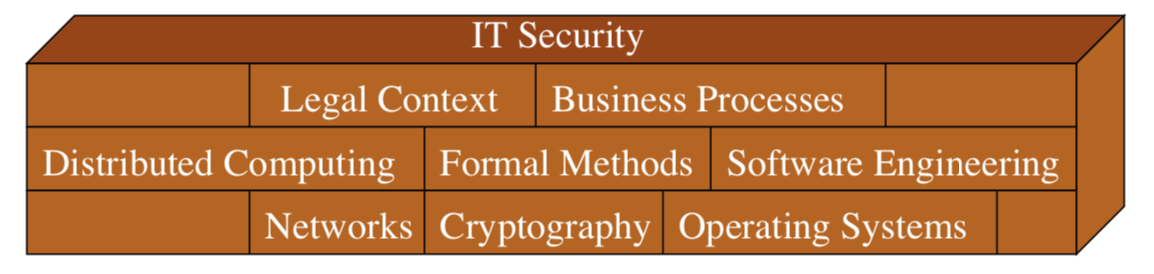 IT Security
Legal Context Business Processes
Distributed Computing Formal Methods Software Engineering
Networks Cryptography Operating Systems